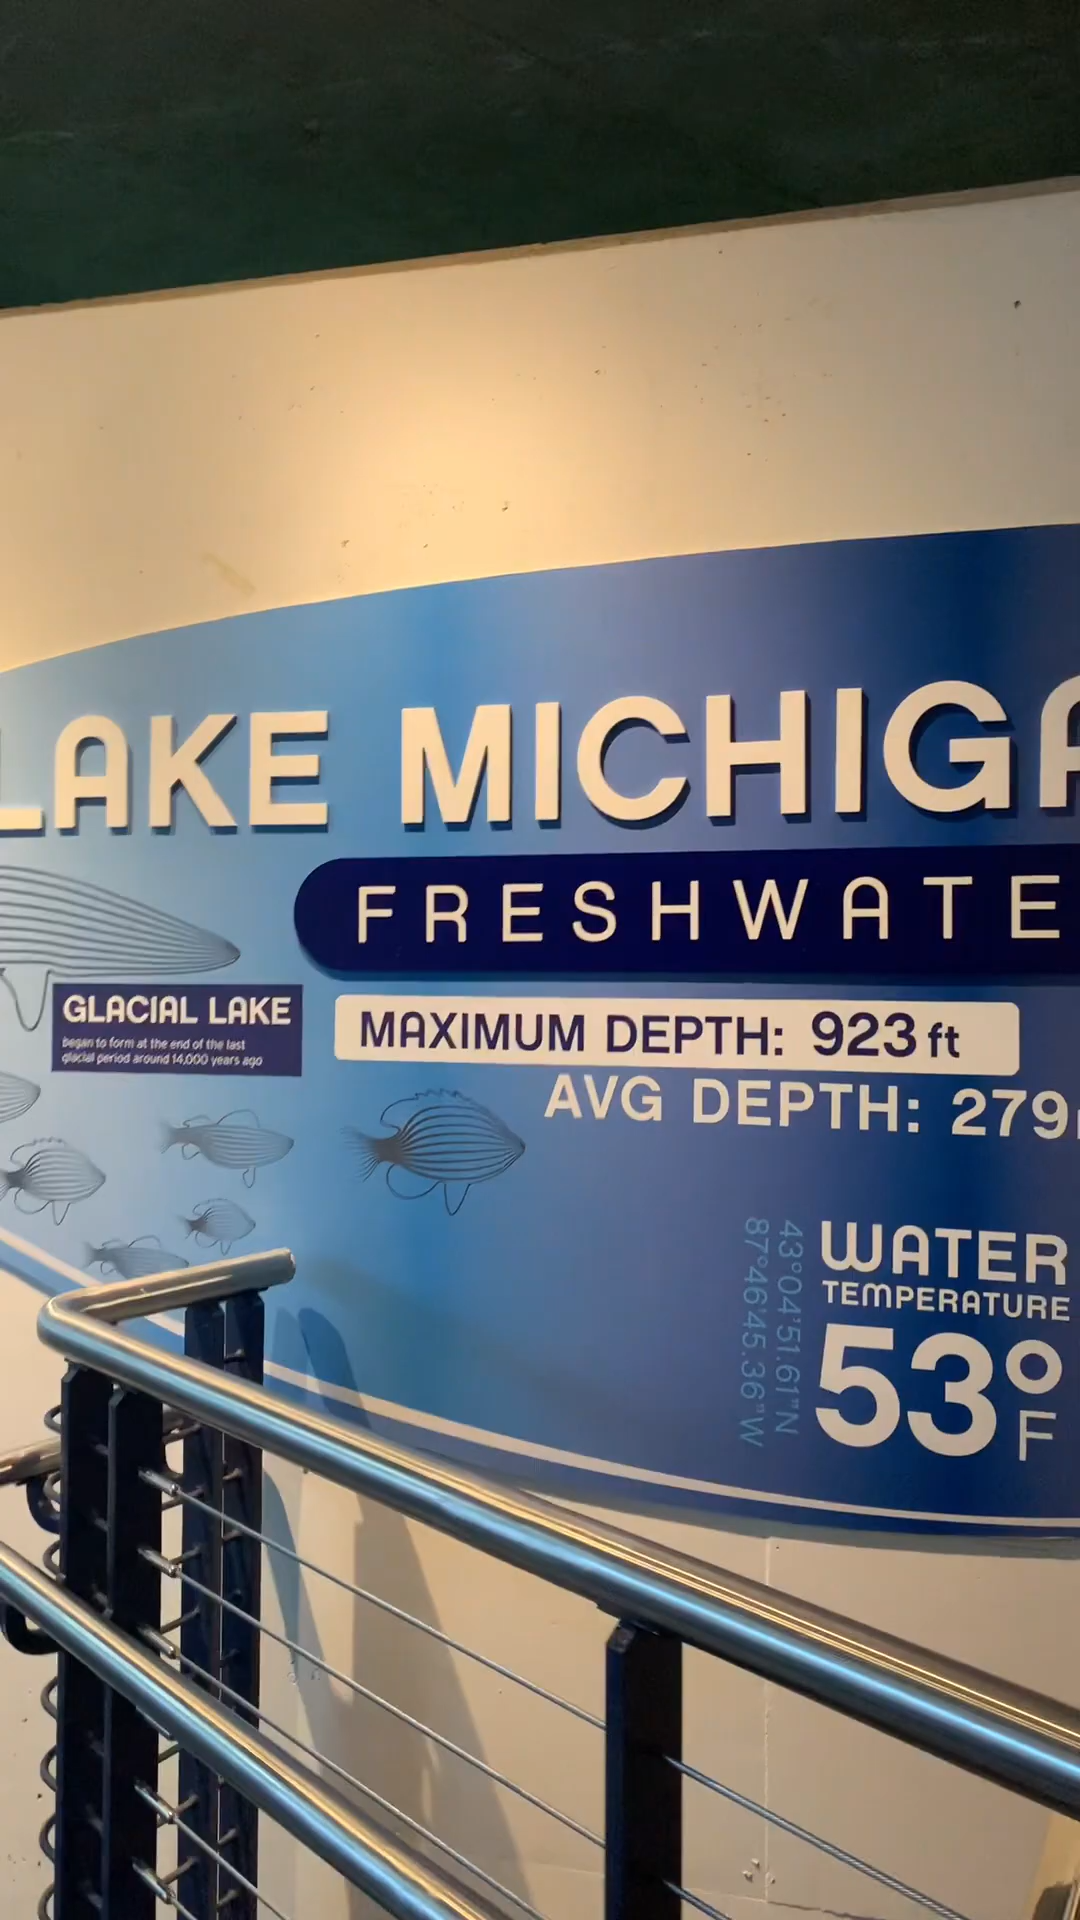 LAKE MICHIGA
FRESHWATE
GLACIAL LAKE
began to form at the end of the last
glacial period around 14,000 years ago
MAXIMUM DEPTH: 923 ft
AVG DEPTH: 279
43°04'51.61"N
87°46'45.36"W
WATER
TEMPERATURE
53°
F